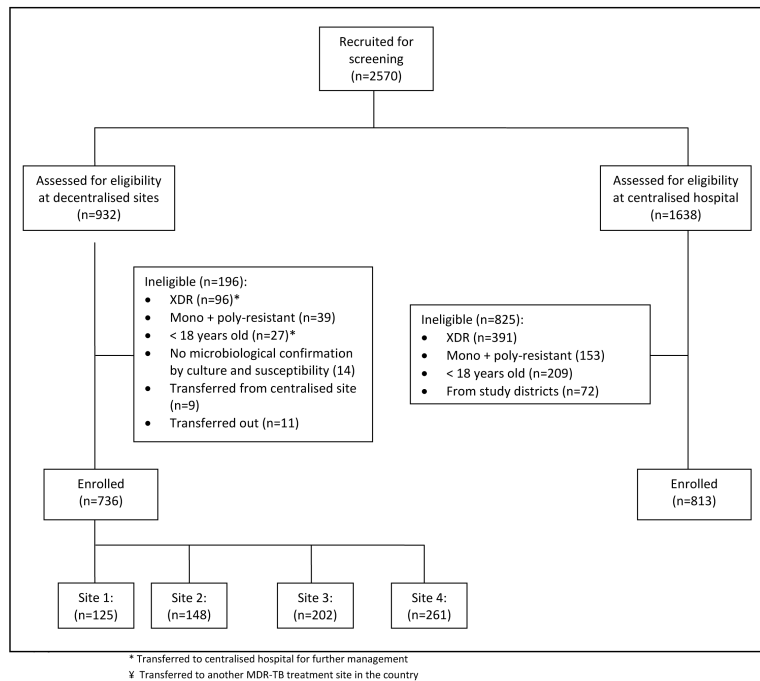 Recruited for
screening
(n=2570)
Assessed for eligibility
at decentralised sites
(n=932)
Assessed for eligibility
at centralised hospital
(n=1638)
Ineligible (n=196):
• XDR (n=96)*
• Mono + poly-resistant (n=39)
• < 18 years old (n=27)*
• No microbiological confirmation
by culture and susceptibility (14)
• Transferred from centralised site
(n=9)
• Transferred out (n=11)
Ineligible (n=825):
• XDR (n=391)
• Mono + poly-resistant (153)
• < 18 years old (n=209)
• From study districts (n=72)
Enrolled
(n=736)
Enrolled
(n=813)
Site 1:
(n=125)
Site 2:
(n=148)
Site 3:
(n=202)
Site 4:
(n=261)
* Transferred to centralised hospital for further management
¥ Transferred to another MDR-TB treatment site in the country